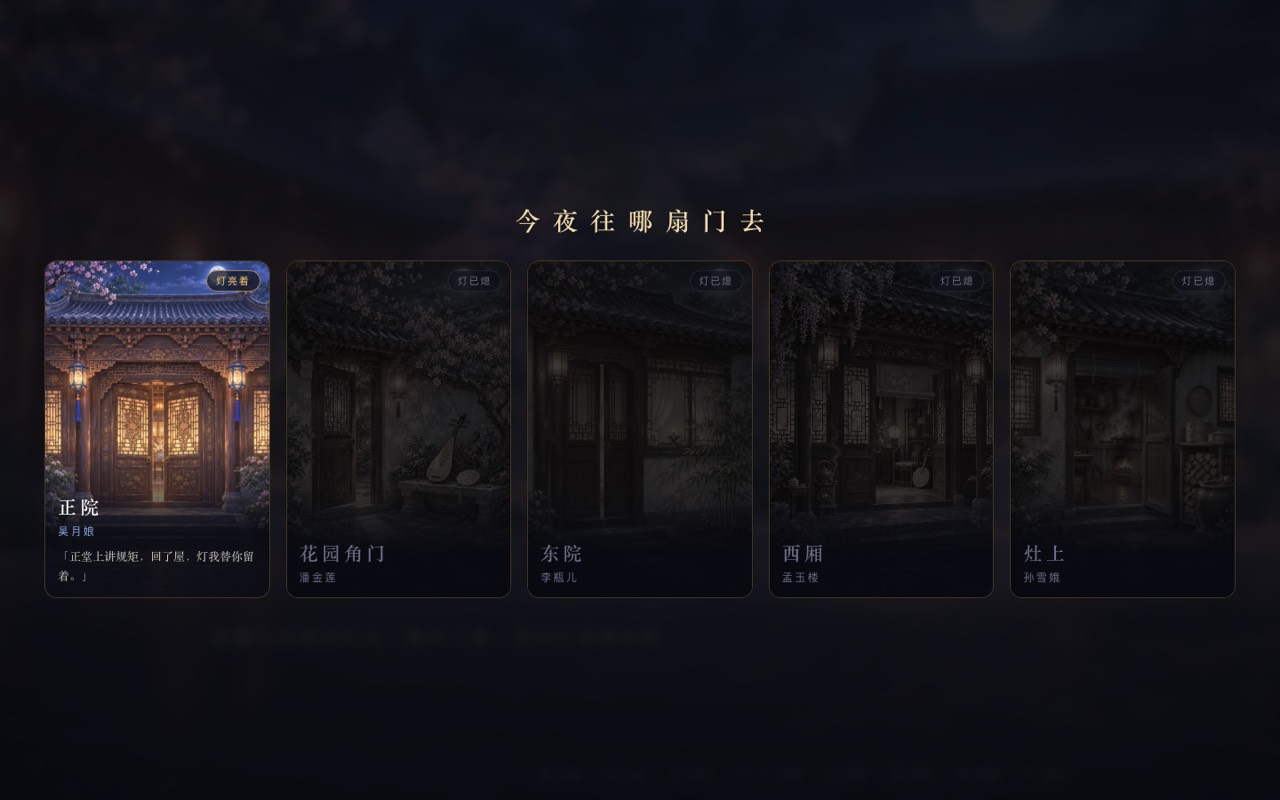 今夜往哪扇门去
灯亮着
正院
吴月娘
「正堂上讲规矩，回了屋，灯我替你留
着。」
灯已熄
花园角门
潘金莲
灯已熄
东院
李瓶儿
灯已熄
西厢
孟玉楼
灯已熄
灶上
孙雪娥